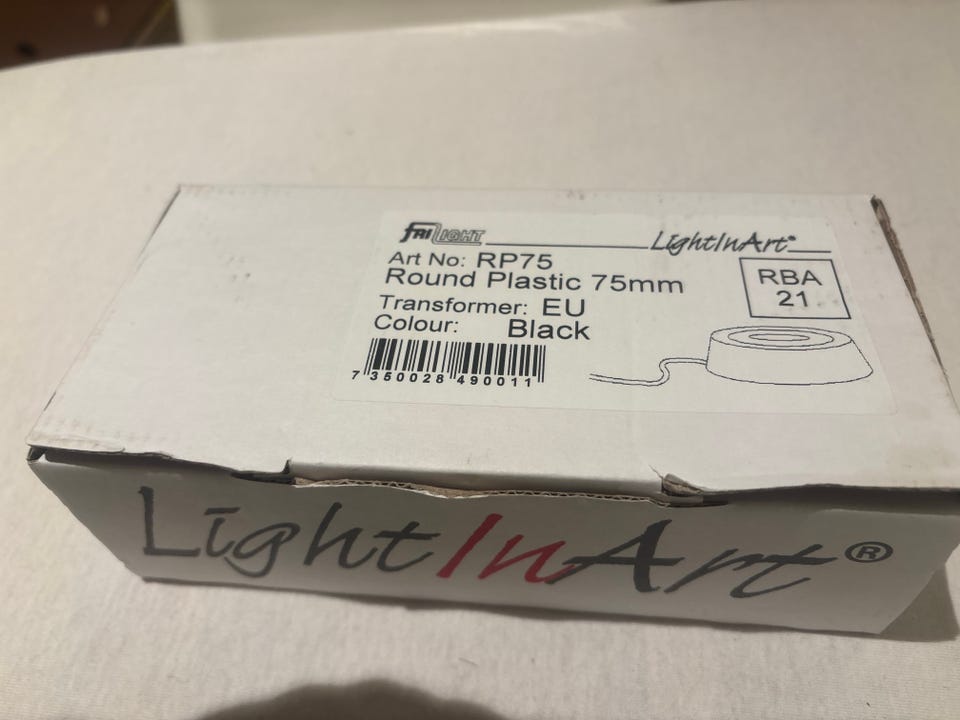 FRILIGHT
LightInArt®
Art No: RP75
Round Plastic 75mm
Transformer: EU
Colour: Black
RBA
21
7 350028 490011
LightInArt®